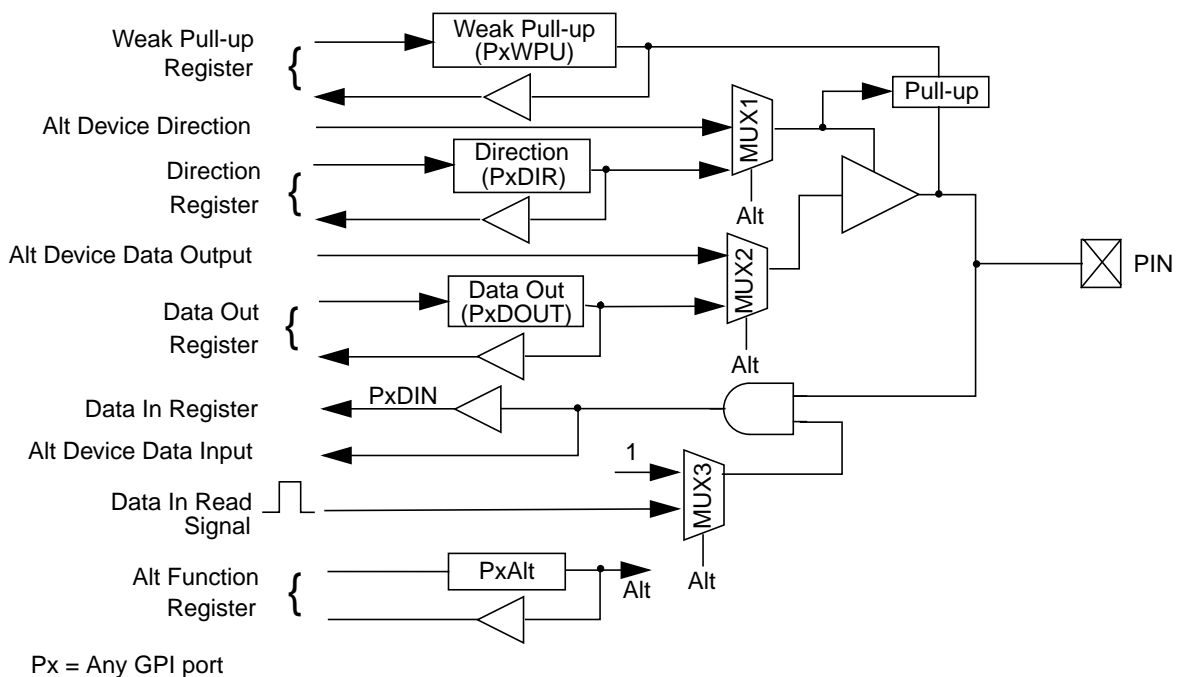 Weak Pull-up
Register
{
Weak Pull-up
(PxWPU)
Pull-up
Alt Device Direction
MUX1
Direction
Register
{
Direction
(PxDIR)
Alt
Alt Device Data Output
MUX2
PIN
Data Out
Register
{
Data Out
(PxDOUT)
Alt
Data In Register
PxDIN
Alt Device Data Input
1
MUX3
Data In Read
Signal
Alt Function
Register
{
PxAlt
Alt
Alt
Px = Any GPI port